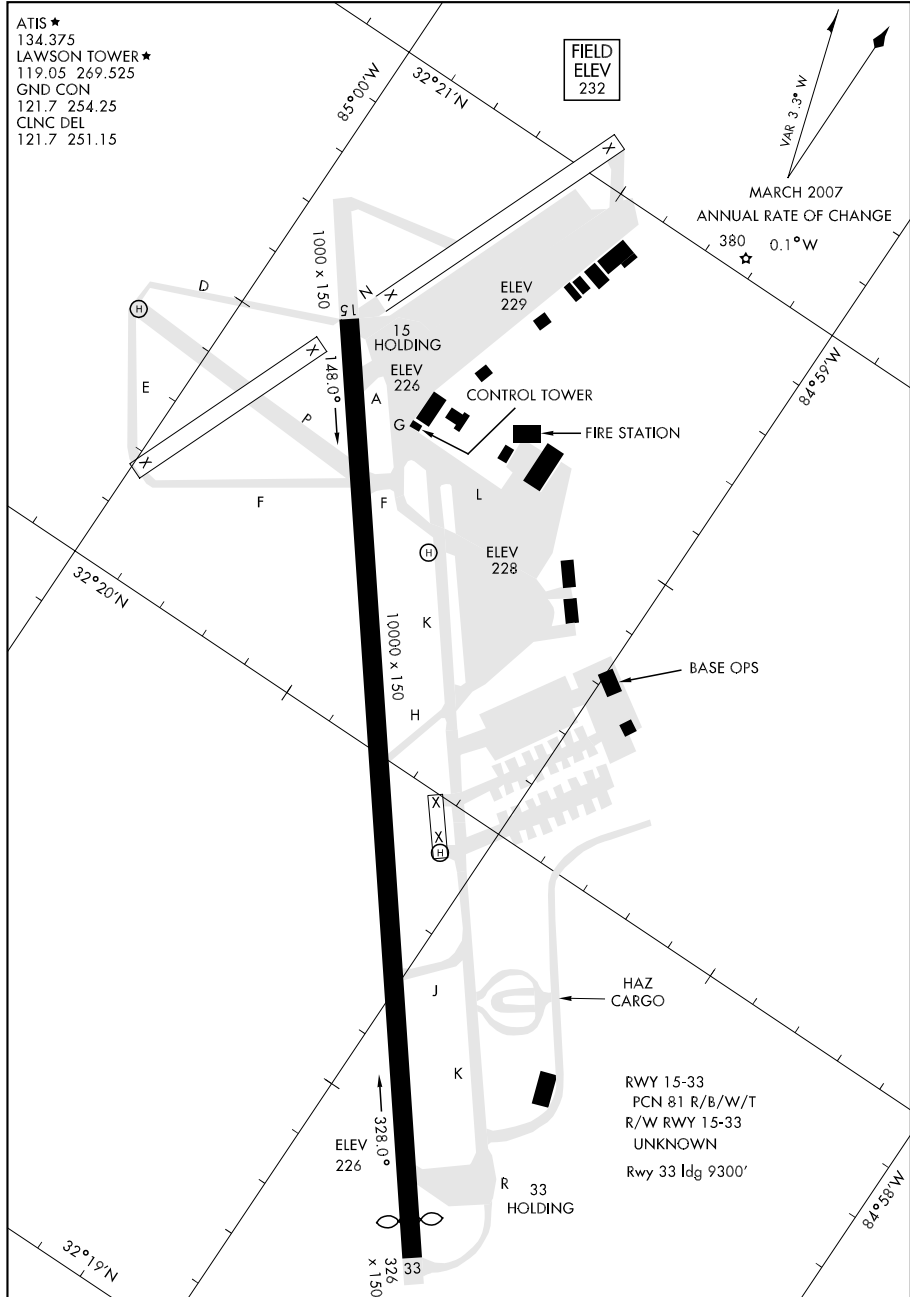 ATIS ★
134.375
LAWSON TOWER ★
119.05 269.525
GND CON
121.7 254.25
CLNC DEL
121.7 251.15
85°00'W
32°21'N
FIELD
ELEV
232
VAR 3.3° W
MARCH 2007
ANNUAL RATE OF CHANGE
380
0.1° W
X
1000 x 150
D
N
X
H
15
ELEV
229
15
HOLDING
X
148.0°
ELEV
226
A
E
P
G
CONTROL TOWER
FIRE STATION
84°59'W
X
F
F
L
H
ELEV
228
32°20'N
K
10000 x 150
BASE OPS
H
X
X
H
J
HAZ
CARGO
K
328.0°
RWY 15-33
PCN 81 R/B/W/T
R/W RWY 15-33
UNKNOWN
Rwy 33 ldg 9300'
ELEV
226
R
33
HOLDING
84°58'W
32°19'N
326
x 150
33